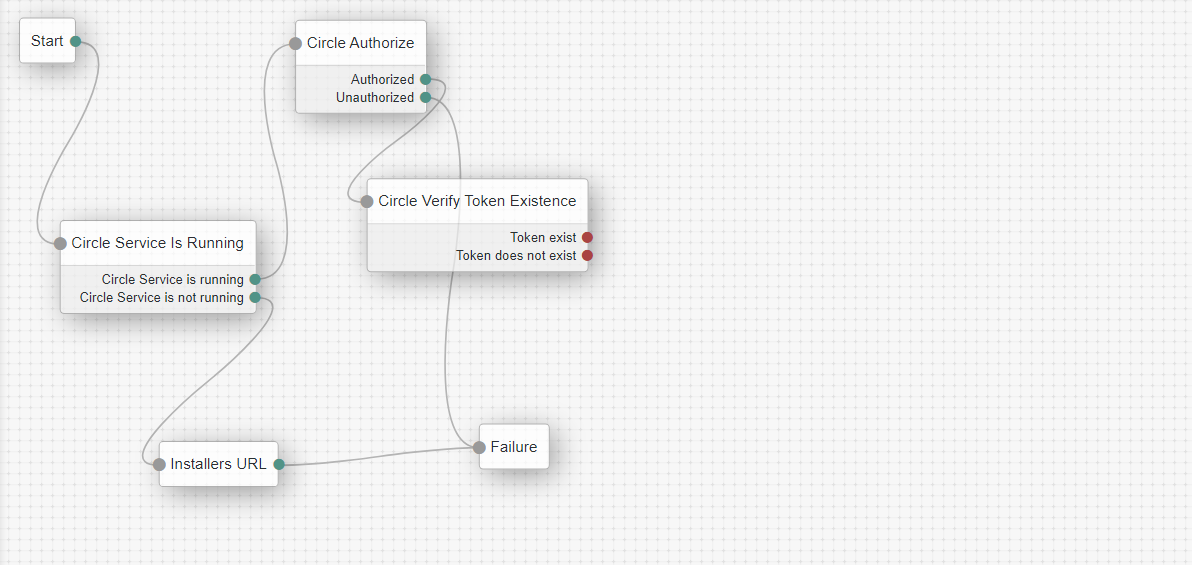 Start
Circle Authorize
Authorized
Unauthorized
Circle Verify Token Existence
Token exist
Token does not exist
Circle Service Is Running
Circle Service is running
Circle Service is not running
Installers URL
Failure